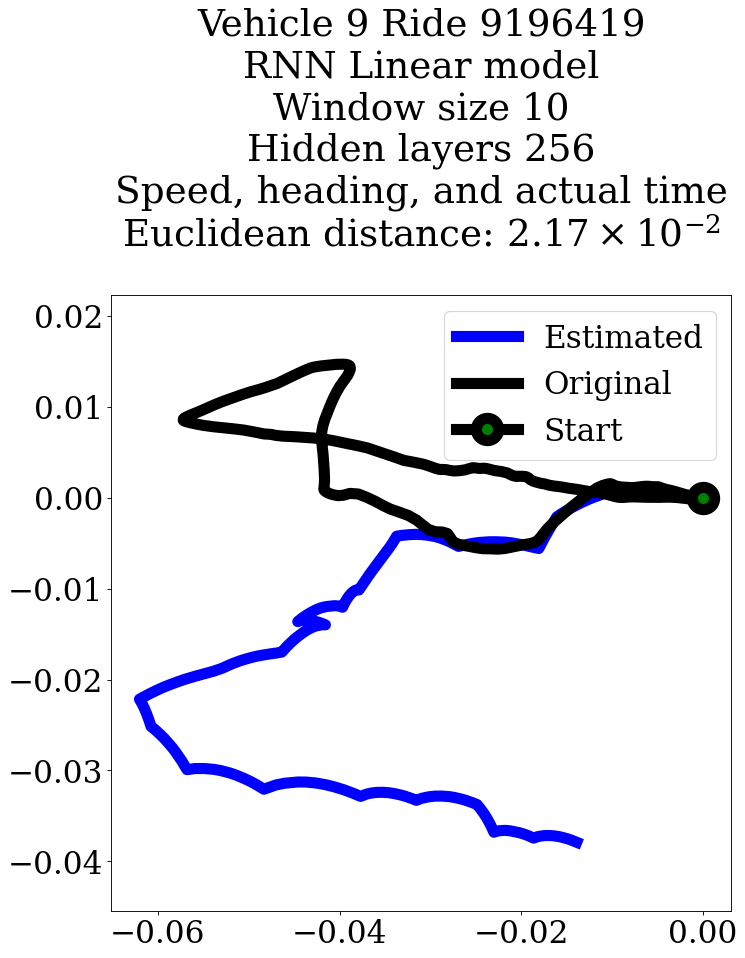 Vehicle 9 Ride 9196419
RNN Linear model
Window size 10
Hidden layers 256
Speed, heading, and actual time
Euclidean distance: 2.17 × 10⁻²
Estimated
Original
Start
0.02
0.01
0.00
−0.01
−0.02
−0.03
−0.04
−0.06 −0.04 −0.02 0.00